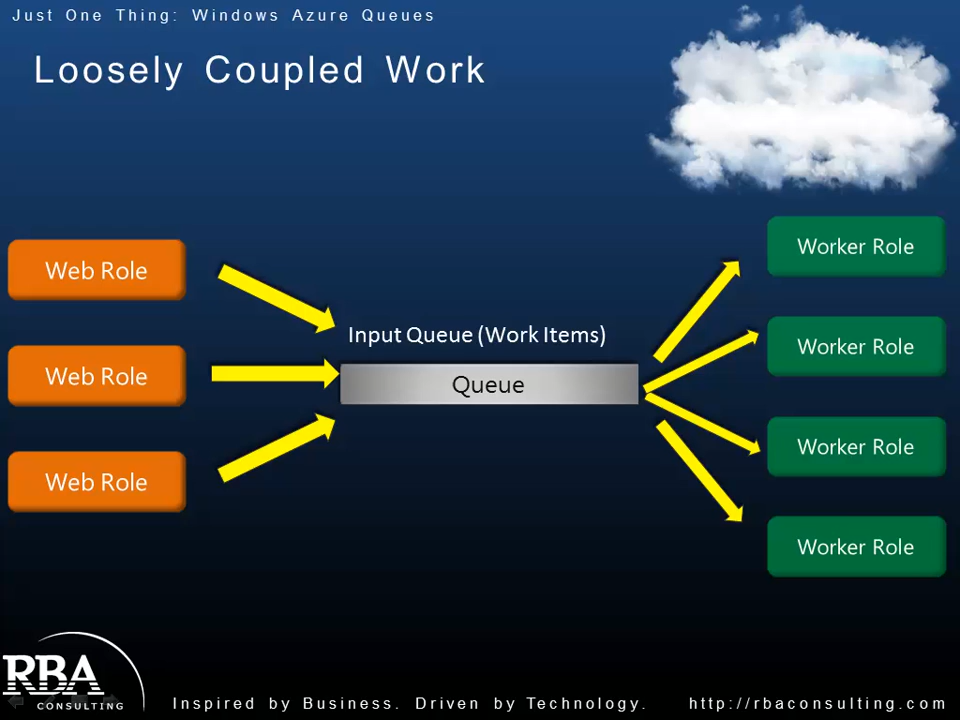 Just One Thing: Windows Azure Queues
Loosely Coupled Work
Web Role
Web Role
Web Role
Input Queue (Work Items)
Queue
Worker Role
Worker Role
Worker Role
Worker Role
RBA
CONSULTING
Inspired by Business. Driven by Technology.
http://rbaconsulting.com